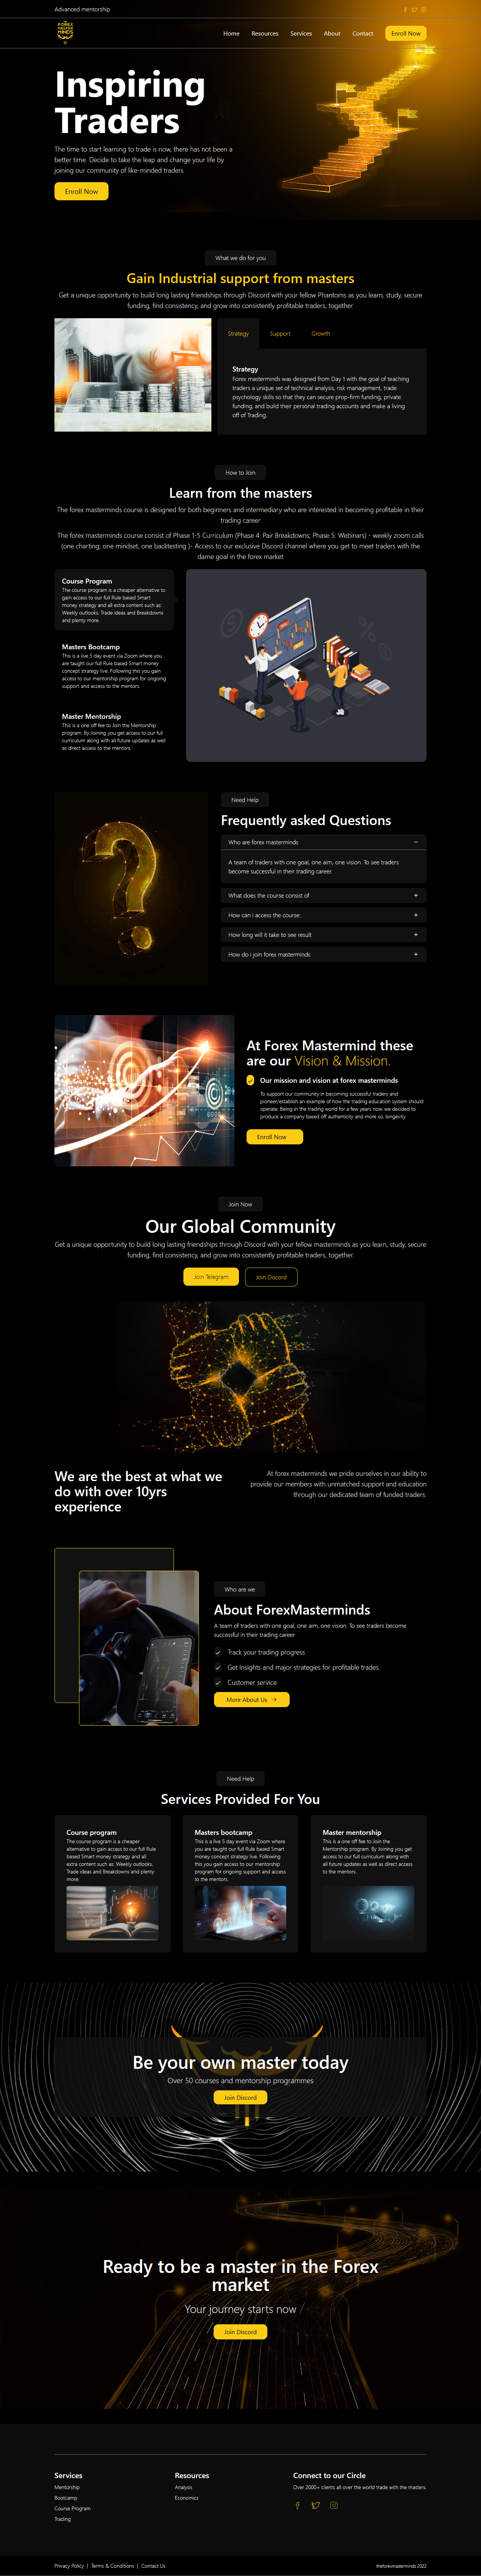 Advanced mentorship
FOREX
MASTER
MINDS
Home
Resources
Services
About
Contact
Enroll Now
Inspiring
Traders
The time to start learning to trade is now, there has not been a
better time. Decide to take the leap and change your life by
joining our community of like-minded traders
Enroll Now
What we do for you
Gain Industrial support from masters
Get a unique opportunity to build long lasting friendships through Discord with your fellow Phantoms as you learn, study, secure
funding, find consistency, and grow into consistently profitable traders, together.
Strategy
Support
Growth
Strategy
Forex masterminds was designed from Day 1 with the goal of teaching
traders a unique set of technical analysis, risk management, trade
psychology skills so that they can secure prop-firm funding, private
funding, and build their personal trading accounts and make a living
off of Trading.
How to Join
Learn from the masters
The forex masterminds course is designed for both beginners and intermediary who are interested in becoming profitable in their
trading career
The forex masterminds course consist of Phase 1-5 Curriculum (Phase 4: Pair Breakdowns; Phase 5: Webinars) - weekly zoom calls
(one charting; one mindset, one backtesting )- Access to our exclusive Discord channel where you get to meet traders with the
dame goal in the forex market
Course Program
The course program is a cheaper alternative to
gain access to our full Rule based Smart
money strategy and all extra content such as:
Weekly outlooks, Trade ideas and Breakdowns
and plenty more.
Masters Bootcamp
This is a live 5 day event via Zoom where you
are taught our full Rule based Smart money
concept strategy live. Following this you gain
access to our mentorship program for ongoing
support and access to the mentors.
Master Mentorship
This is a one off fee to Join the Mentorship
program. By Joining you get access to our full
curriculum along with all future updates as well
as direct access to the mentors.
Need Help
Frequently asked Questions
Who are forex masterminds
A team of traders with one goal, one aim, one vision. To see traders
become successful in their trading career.
What does the course consist of
How can i access the course:
How long will it take to see result
How do i join forex masterminds
At Forex Mastermind these
are our Vision & Mission.
Our mission and vision at forex masterminds
To support our community in becoming successful traders and
pioneer/establish an example of how the trading education system should
operate. Being in the trading world for a few years now, we decided to
produce a company based off authenticity and more so, longevity.
Enroll Now
Join Now
Our Global Community
Get a unique opportunity to build long lasting friendships through Discord with your fellow masterminds as you learn, study, secure
funding, find consistency, and grow into consistently profitable traders, together.
Join Telegram
Join Discord
We are the best at what we
do with over 10yrs
experience
At forex masterminds we pride ourselves in our ability to
provide our members with unmatched support and education
through our dedicated team of funded traders.
Who are we
About ForexMasterminds
A team of traders with one goal, one aim, one vision. To see traders become
successful in their trading career
Track your trading progress
Get Insights and major strategies for profitable trades.
Customer service
More About Us →
Need Help
Services Provided For You
Course program
The course program is a cheaper
alternative to gain access to our full Rule
based Smart money strategy and all
extra content such as: Weekly outlooks,
Trade ideas and Breakdowns and plenty
more.
Masters bootcamp
This is a live 5 day event via Zoom where
you are taught our full Rule based Smart
money concept strategy live. Following
this you gain access to our mentorship
program for ongoing support and access
to the mentors.
Master mentorship
This is a one off fee to Join the
Mentorship program. By Joining you get
access to our full curriculum along with
all future updates as well as direct access
to the mentors.
Be your own master today
Over 50 courses and mentorship programmes
Join Discord
Ready to be a master in the Forex
market
Your journey starts now
Join Discord
Services
Mentorship
Bootcamp
Course Program
Trading
Resources
Analysis
Economics
Connect to our Circle
Over 2000+ clients all over the world trade with the masters.
Privacy Policy | Terms & Conditions | Contact Us
theforexmasterminds 2022